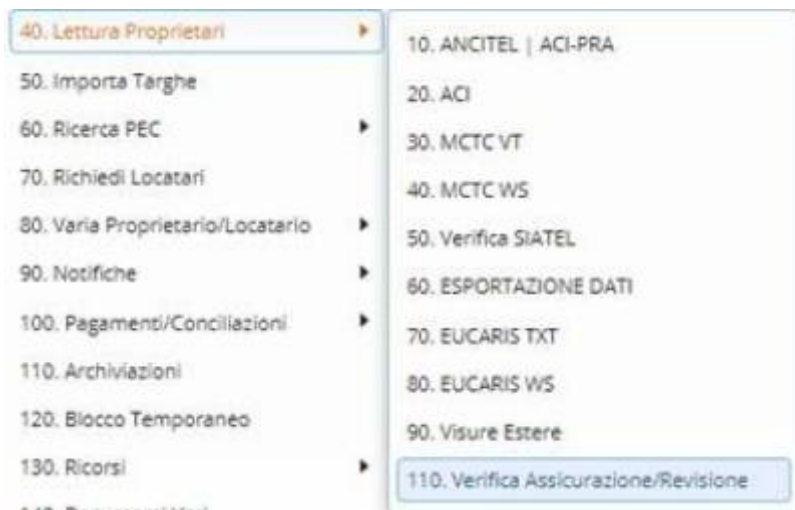 40. Lettura Proprietari
50. Importa Targhe
60. Ricerca PEC
70. Richiedi Locatari
80. Varia Proprietario/Locatario
90. Notifiche
100. Pagamenti/Conciliazioni
110. Archiviazioni
120. Blocco Temporaneo
130. Ricorsi
10. ANCITEL | ACI-PRA
20. ACI
30. MCTC VT
40. MCTC WS
50. Verifica SIATEL
60. ESPORTAZIONE DATI
70. EUCARIS TXT
80. EUCARIS WS
90. Visure Estere
110. Verifica Assicurazione/Revisione